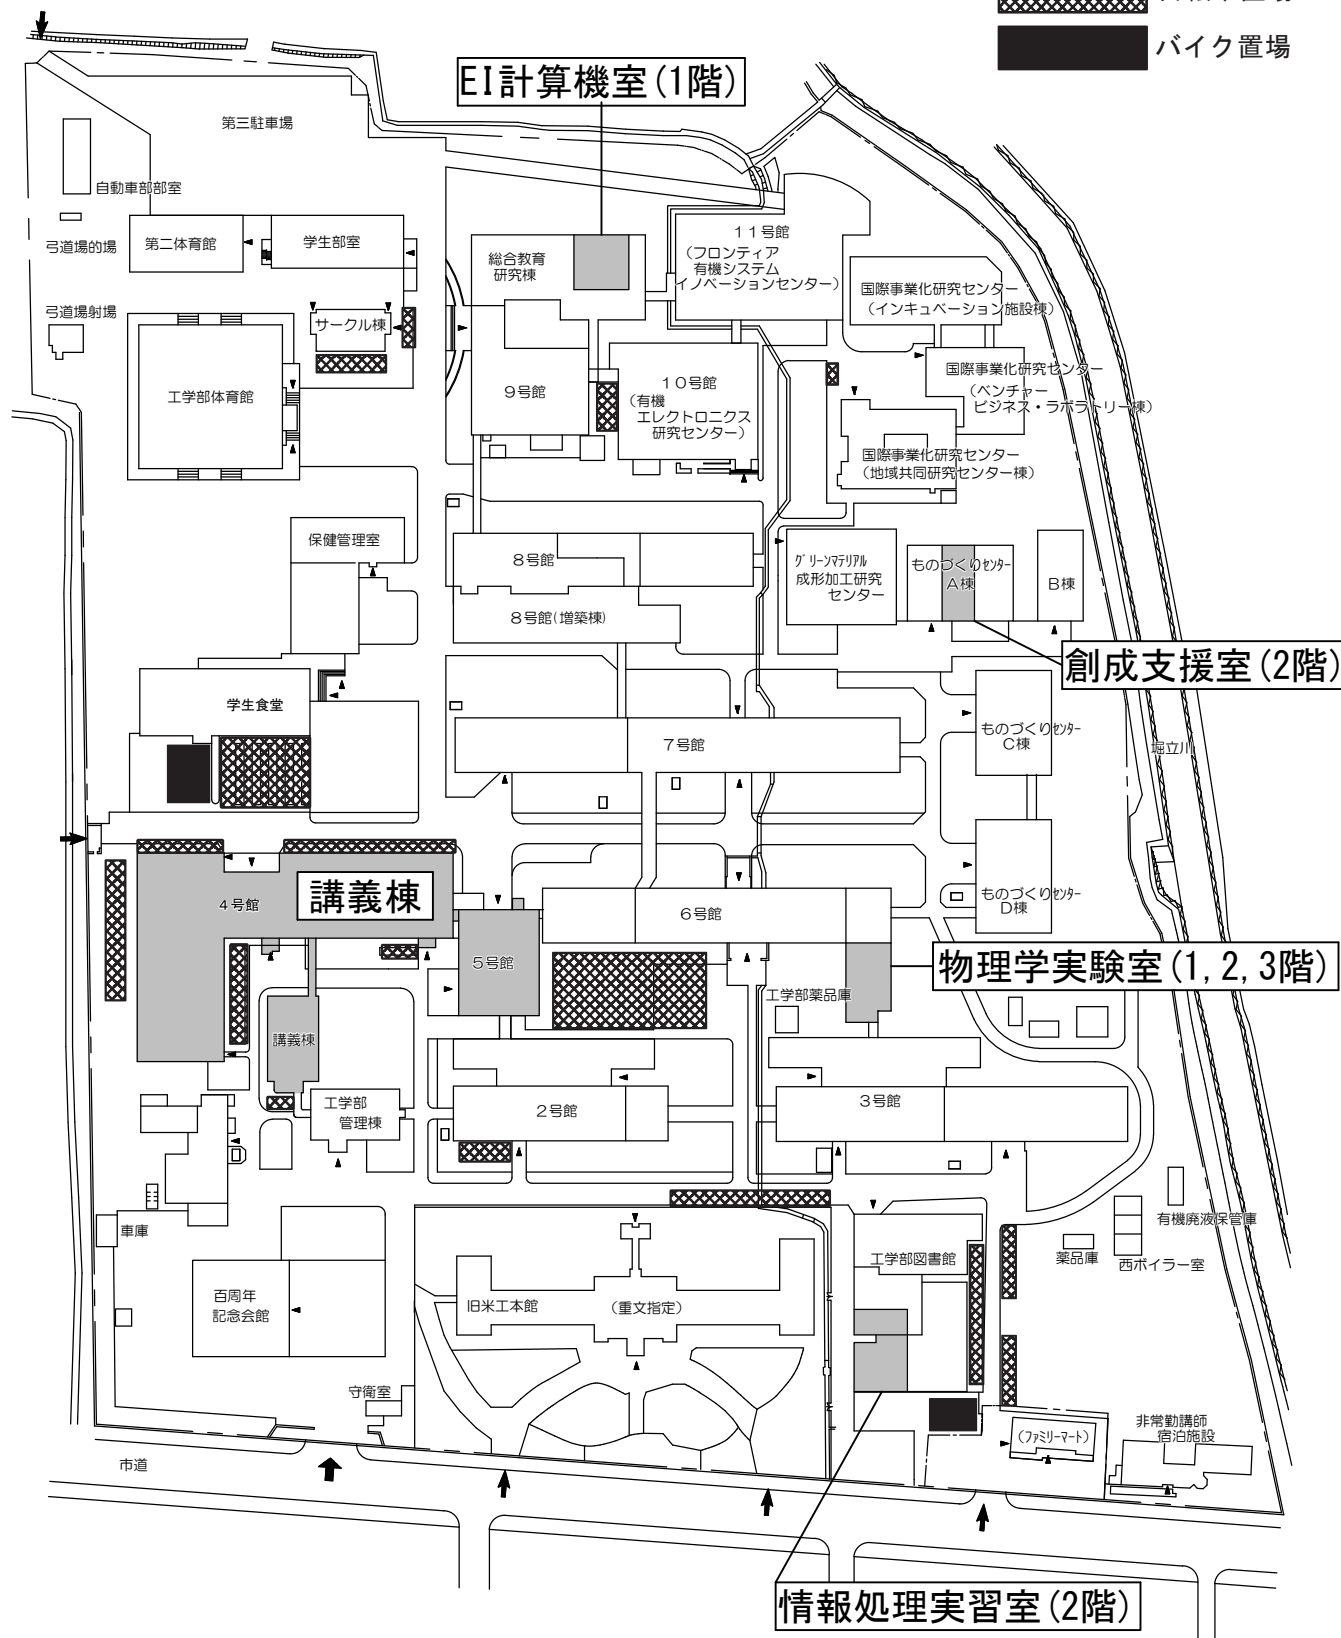 バイク置場
EI計算機室(1階)
第三駐車場
自動車部部室
弓道場的場
第二体育館
学生部室
弓道場射場
サークル棟
総合教育
研究棟
11号館
(フロンティア
有機システム
イノベーションセンター)
国際事業化研究センター
(インキュベーション施設棟)
工学部体育館
9号館
10号館
(有機
エレクトロニクス
研究センター)
国際事業化研究センター
(ベンチャー
ビジネス・ラボラトリー棟)
国際事業化研究センター
(地域共同研究センター棟)
保健管理室
8号館
8号館(増築棟)
グリーンマテリアル
成形加工研究
センター
ものづくりセンター
A棟
B棟
創成支援室(2階)
学生食堂
7号館
ものづくりセンター
C棟
堀立川
4号館
講義棟
5号館
6号館
ものづくりセンター
D棟
物理学実験室(1,2,3階)
工学部薬品庫
講義棟
工学部
管理棟
2号館
3号館
車庫
有機廃液保管庫
薬品庫
西ボイラー室
百周年
記念会館
旧米工本館
(重文指定)
工学部図書館
守衛室
(ファミリーマート)
非常勤講師
宿泊施設
市道
情報処理実習室(2階)